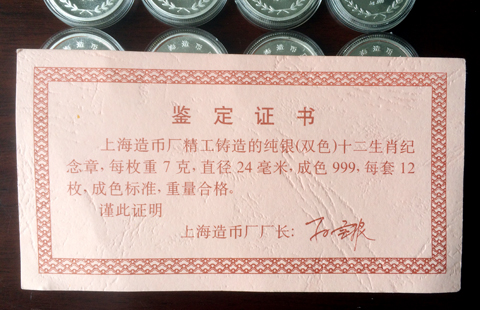 鉴定证书
上海造币厂精工铸造的纯银(双色)十二生肖纪
念章，每枚重7克，直径24毫米，成色999，每套12
枚，成色标准，重量合格。
谨此证明
上海造币厂厂长：